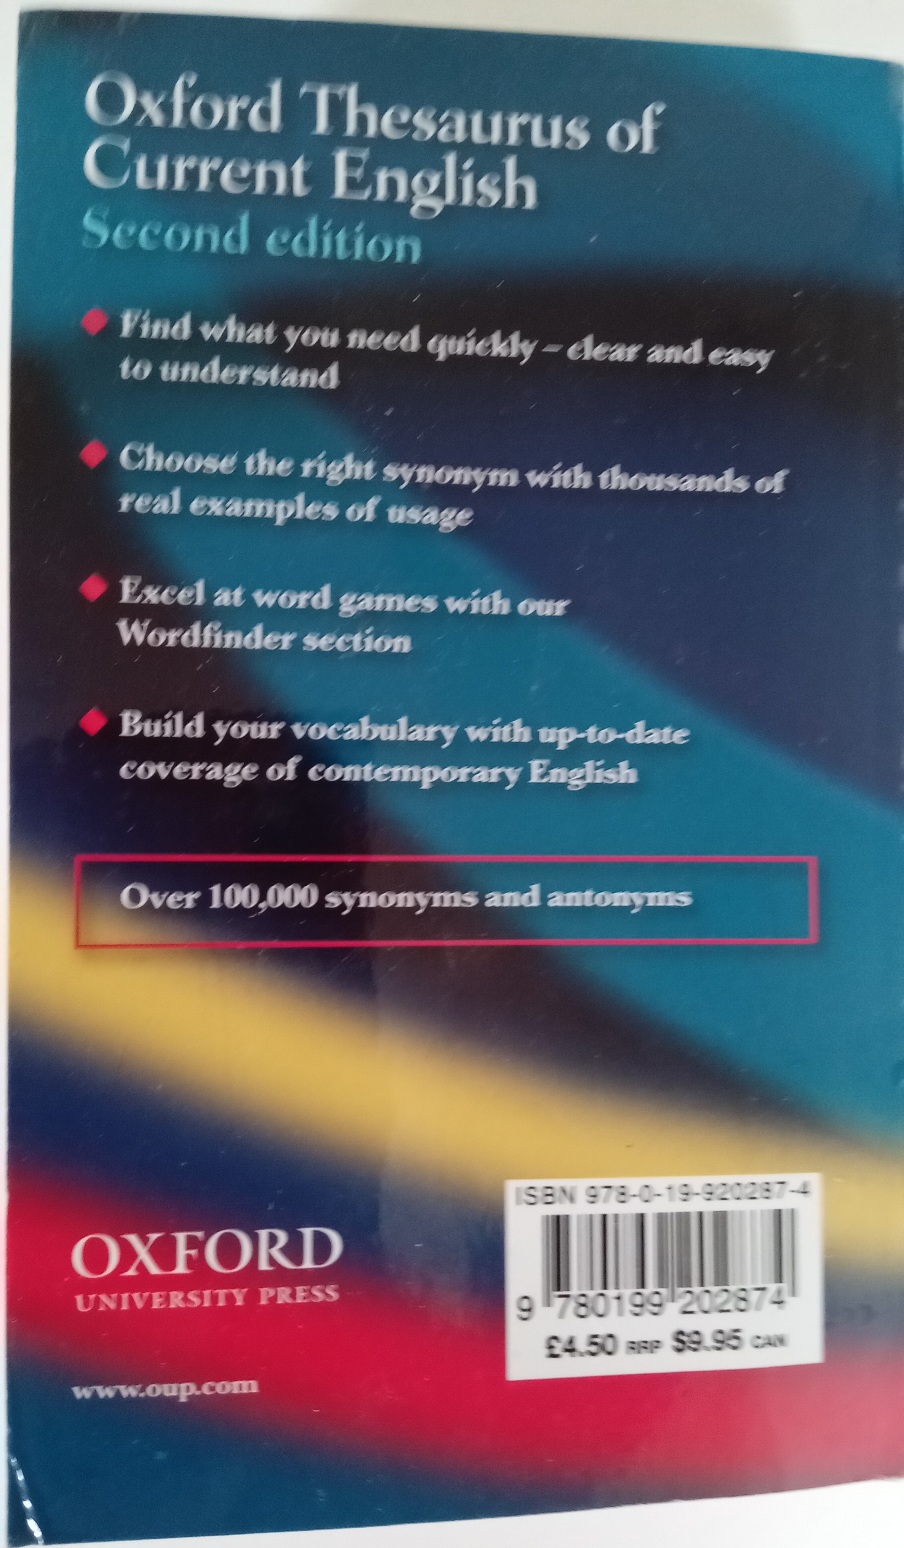 Oxford Thesaurus of
Current English
Second edition
Find what you need quickly – clear and easy
to understand
Choose the right synonym with thousands of
real examples of usage
Excel at word games with our
Wordfinder section
Build your vocabulary with up-to-date
coverage of contemporary English
Over 100,000 synonyms and antonyms
ISBN 978-0-19-920287-4
9 780199 202874
£4.50 RRP $9.95 CAN
OXFORD
UNIVERSITY PRESS
www.oup.com